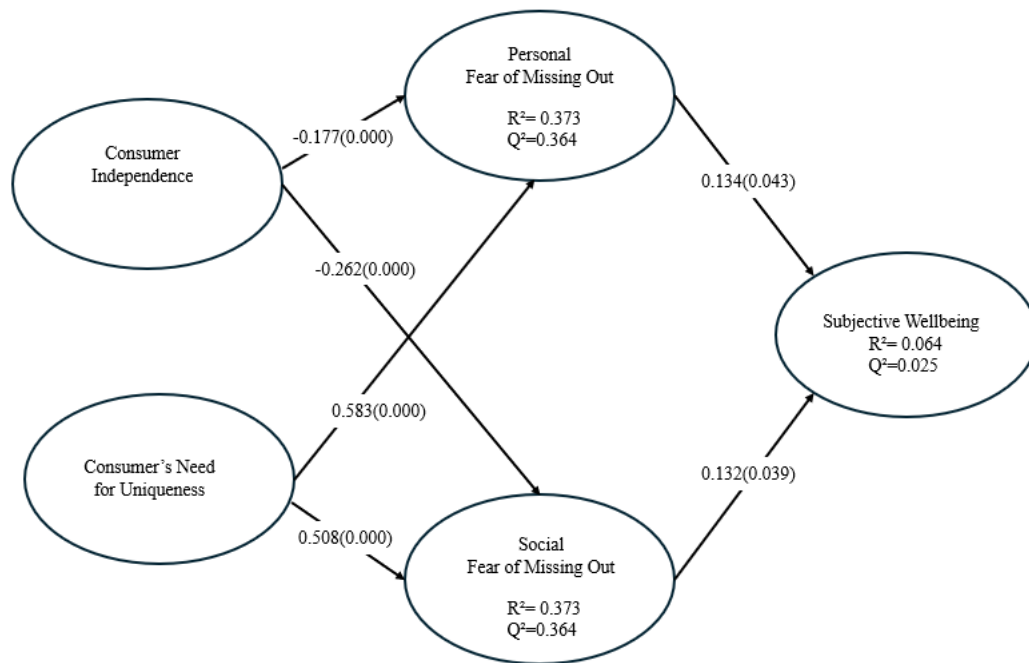 Personal
Fear of Missing Out
R²= 0.373
Q²=0.364
Consumer
Independence
-0.177(0.000)
0.134(0.043)
-0.262(0.000)
Subjective Wellbeing
R²= 0.064
Q²=0.025
0.583(0.000)
Consumer’s Need
for Uniqueness
0.132(0.039)
0.508(0.000)
Social
Fear of Missing Out
R²= 0.373
Q²=0.364